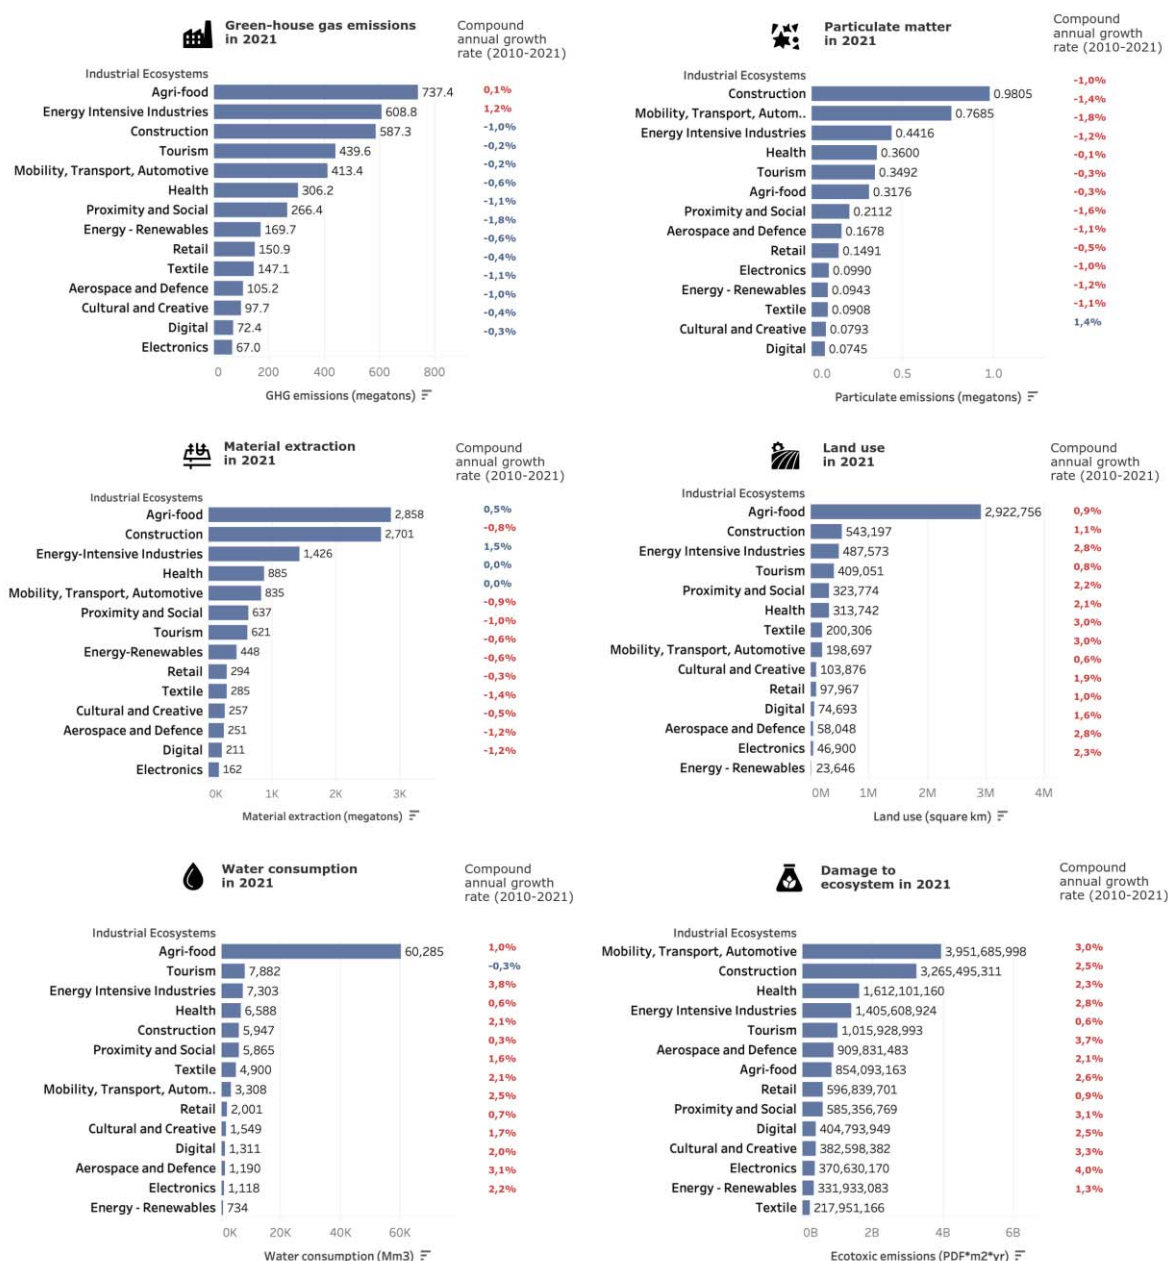 Green-house gas emissions
in 2021
Compound
annual growth
rate (2010-2021)
Industrial Ecosystems
Agri-food 737.4 0,1%
Energy Intensive Industries 608.8 1,2%
Construction 587.3 -1,0%
Tourism 439.6 -0,2%
Mobility, Transport, Automotive 413.4 -0,2%
Health 306.2 -0,6%
Proximity and Social 266.4 -1,1%
Energy - Renewables 169.7 -1,8%
Retail 150.9 -0,6%
Textile 147.1 -0,4%
Aerospace and Defence 105.2 -1,1%
Cultural and Creative 97.7 -1,0%
Digital 72.4 -0,4%
Electronics 67.0 -0,3%
0 200 400 600 800
GHG emissions (megatons)
Particulate matter
in 2021
Compound
annual growth
rate (2010-2021)
Industrial Ecosystems
Construction 0.9805 -1,0%
Mobility, Transport, Autom.. 0.7685 -1,4%
Energy Intensive Industries 0.4416 -1,8%
Health 0.3600 -1,2%
Tourism 0.3492 -0,1%
Agri-food 0.3176 -0,3%
Proximity and Social 0.2112 -0,3%
Aerospace and Defence 0.1678 -1,6%
Retail 0.1491 -1,1%
Electronics 0.0990 -0,5%
Energy - Renewables 0.0943 -1,0%
Textile 0.0908 -1,2%
Cultural and Creative 0.0793 -1,1%
Digital 0.0745 1,4%
0.0 0.5 1.0
Particulate emissions (megatons)
Material extraction
in 2021
Compound
annual growth
rate (2010-2021)
Industrial Ecosystems
Agri-food 2,858 0,5%
Construction 2,701 -0,8%
Energy-Intensive Industries 1,426 1,5%
Health 885 0,0%
Mobility, Transport, Automotive 835 0,0%
Proximity and Social 637 -0,9%
Tourism 621 -1,0%
Energy-Renewables 448 -0,6%
Retail 294 -0,6%
Textile 285 -0,3%
Cultural and Creative 257 -1,4%
Aerospace and Defence 251 -0,5%
Digital 211 -1,2%
Electronics 162 -1,2%
0K 1K 2K 3K
Material extraction (megatons)
Land use
in 2021
Compound
annual growth
rate (2010-2021)
Industrial Ecosystems
Agri-food 2,922,756 0,9%
Construction 543,197 1,1%
Energy Intensive Industries 487,573 2,8%
Tourism 409,051 0,8%
Proximity and Social 323,774 2,2%
Health 313,742 2,1%
Textile 200,306 3,0%
Mobility, Transport, Automotive 198,697 3,0%
Cultural and Creative 103,876 0,6%
Retail 97,967 1,9%
Digital 74,693 1,0%
Aerospace and Defence 58,048 1,6%
Electronics 46,900 2,8%
Energy - Renewables 23,646 2,3%
0M 1M 2M 3M 4M
Land use (square km)
Water consumption
in 2021
Compound
annual growth
rate (2010-2021)
Industrial Ecosystems
Agri-food 60,285 1,0%
Tourism 7,882 -0,3%
Energy Intensive Industries 7,303 3,8%
Health 6,588 0,6%
Construction 5,947 2,1%
Proximity and Social 5,865 0,3%
Textile 4,900 1,6%
Mobility, Transport, Autom.. 3,308 2,1%
Retail 2,001 2,5%
Cultural and Creative 1,549 0,7%
Digital 1,311 1,7%
Aerospace and Defence 1,190 2,0%
Electronics 1,118 3,1%
Energy - Renewables 734 2,2%
0K 20K 40K 60K
Water consumption (Mm3)
Damage to
ecosystem in 2021
Compound
annual growth
rate (2010-2021)
Industrial Ecosystems
Mobility, Transport, Automotive 3,951,685,998 3,0%
Construction 3,265,495,311 2,5%
Health 1,612,101,160 2,3%
Energy Intensive Industries 1,405,608,924 2,8%
Tourism 1,015,928,993 0,6%
Aerospace and Defence 909,831,483 3,7%
Agri-food 854,093,163 2,1%
Retail 596,839,701 2,6%
Proximity and Social 585,356,769 0,9%
Digital 404,793,949 3,1%
Cultural and Creative 382,598,382 2,5%
Electronics 370,630,170 3,3%
Energy - Renewables 331,933,083 4,0%
Textile 217,951,166 1,3%
0B 2B 4B 6B
Ecotoxic emissions (PDF*m2*yr)